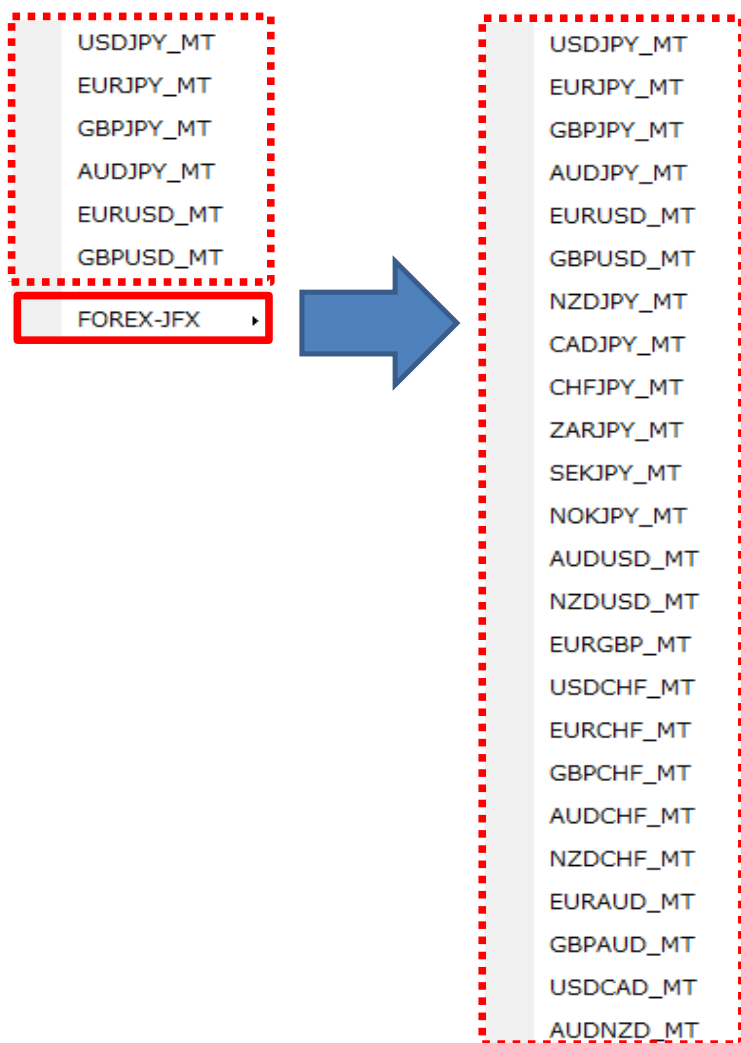 USDJPY_MT
EURJPY_MT
GBPJPY_MT
AUDJPY_MT
EURUSD_MT
GBPUSD_MT
FOREX-JFX
USDJPY_MT
EURJPY_MT
GBPJPY_MT
AUDJPY_MT
EURUSD_MT
GBPUSD_MT
NZDJPY_MT
CADJPY_MT
CHFJPY_MT
ZARJPY_MT
SEKJPY_MT
NOKJPY_MT
AUDUSD_MT
NZDUSD_MT
EURGBP_MT
USDCHF_MT
EURCHF_MT
GBPCHF_MT
AUDCHF_MT
NZDCHF_MT
EURAUD_MT
GBPAUD_MT
USDCAD_MT
AUDNZD_MT